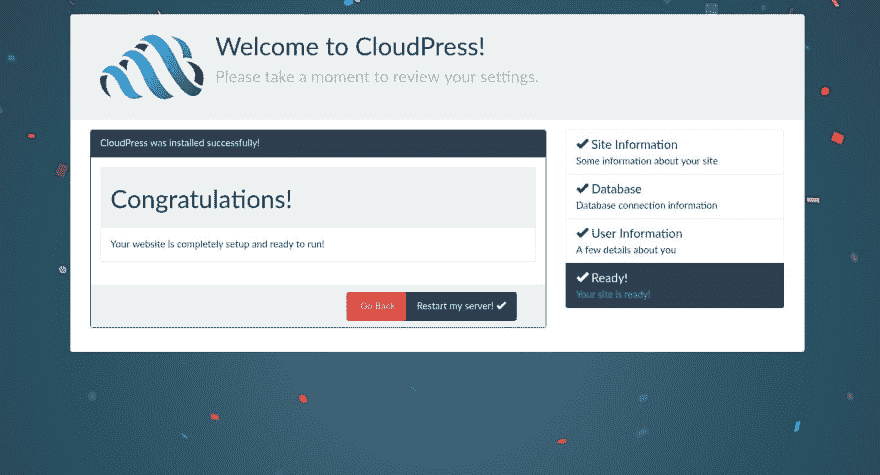 Welcome to CloudPress!
Please take a moment to review your settings.
CloudPress was installed successfully!
Congratulations!
Your website is completely setup and ready to run!
Go Back
Restart my server!
Site Information
Some information about your site
Database
Database connection information
User Information
A few details about you
Ready!
Your site is ready!